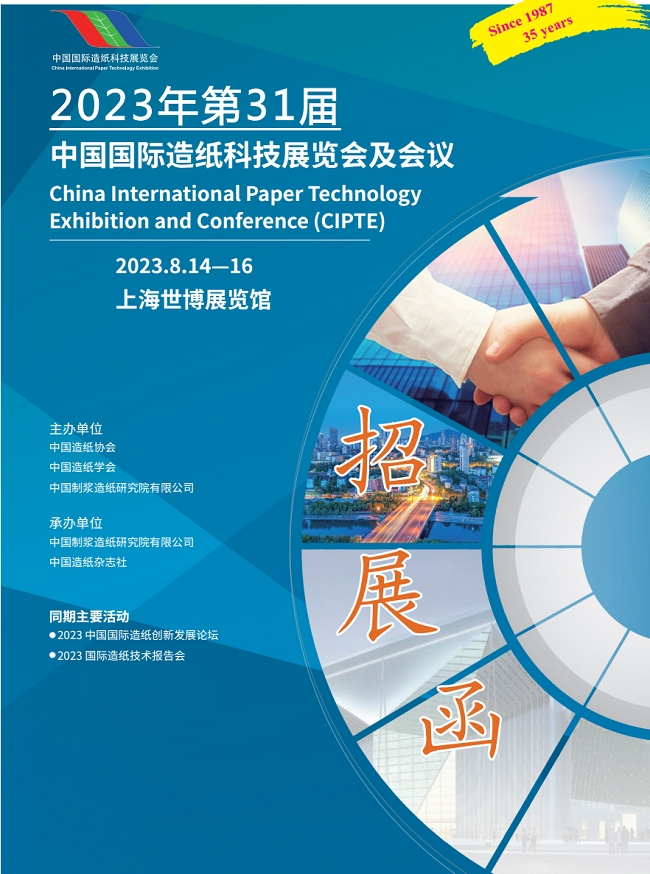 Since 1987
35 years
中国国际造纸科技展览会
China International Paper Technology Exhibition
2023年第31届
中国国际造纸科技展览会及会议
China International Paper Technology
Exhibition and Conference (CIPTE)
2023.8.14—16
上海世博展览馆
主办单位
中国造纸协会
中国造纸学会
中国制浆造纸研究院有限公司
承办单位
中国制浆造纸研究院有限公司
中国造纸杂志社
同期主要活动
●2023 中国国际造纸创新发展论坛
●2023 国际造纸技术报告会
招
展
函